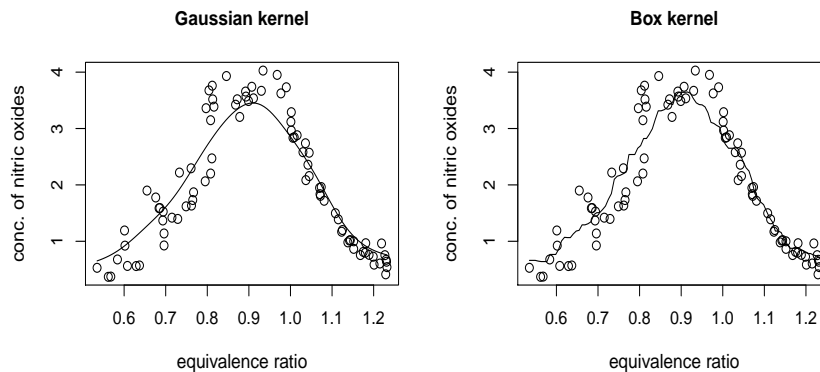 Gaussian kernel
conc. of nitric oxides
4
3
2
1
0.6 0.7 0.8 0.9 1.0 1.1 1.2
equivalence ratio
Box kernel
conc. of nitric oxides
4
3
2
1
0.6 0.7 0.8 0.9 1.0 1.1 1.2
equivalence ratio